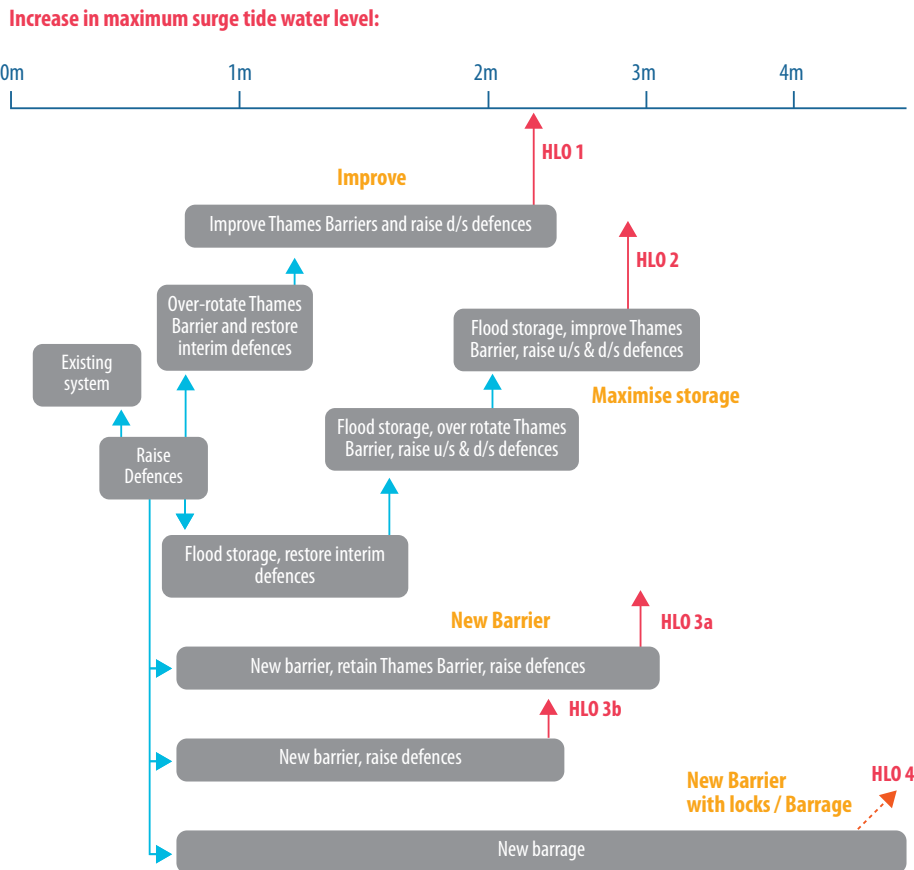 Increase in maximum surge tide water level:
0m
1m
2m
3m
4m
HLO 1
Improve
Improve Thames Barriers and raise d/s defences
HLO 2
Over-rotate Thames
Barrier and restore
interim defences
Flood storage, improve Thames
Barrier, raise u/s & d/s defences
Existing
system
Maximise storage
Flood storage, over rotate Thames
Barrier, raise u/s & d/s defences
Raise
Defences
Flood storage, restore interim
defences
New Barrier
HLO 3a
New barrier, retain Thames Barrier, raise defences
HLO 3b
New barrier, raise defences
New Barrier
with locks / Barrage
HLO 4
New barrage